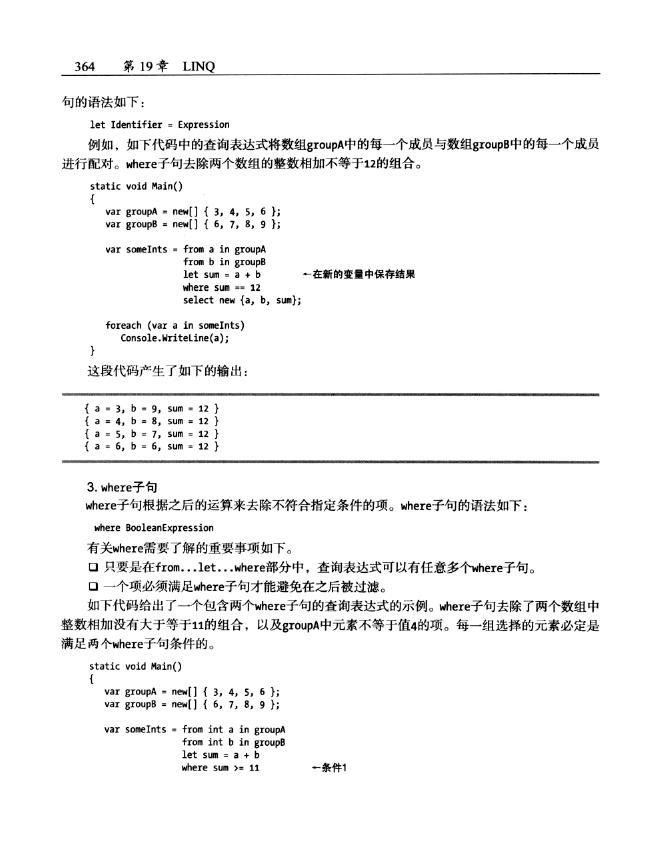 364 第19章 LINQ
句的语法如下：
let Identifier = Expression
例如，如下代码中的查询表达式将数组groupA中的每一个成员与数组groupB中的每一个成员
进行配对。where子句去除两个数组的整数相加不等于12的组合。
static void Main()
{
var groupA = new[] { 3, 4, 5, 6 };
var groupB = new[] { 6, 7, 8, 9 };
var someInts = from a in groupA
from b in groupB
let sum = a + b ←在新的变量中保存结果
where sum == 12
select new {a, b, sum};
foreach (var a in someInts)
Console.WriteLine(a);
}
这段代码产生了如下的输出：
{ a = 3, b = 9, sum = 12 }
{ a = 4, b = 8, sum = 12 }
{ a = 5, b = 7, sum = 12 }
{ a = 6, b = 6, sum = 12 }
3. where子句
where子句根据之后的运算来去除不符合指定条件的项。where子句的语法如下：
where BooleanExpression
有关where需要了解的重要事项如下。
❑ 只要是在from...let...where部分中，查询表达式可以有任意多个where子句。
❑ 一个项必须满足where子句才能避免在之后被过滤。
如下代码给出了一个包含两个where子句的查询表达式的示例。where子句去除了两个数组中
整数相加没有大于等于11的组合，以及groupA中元素不等于值4的项。每一组选择的元素必定是
满足两个where子句条件的。
static void Main()
{
var groupA = new[] { 3, 4, 5, 6 };
var groupB = new[] { 6, 7, 8, 9 };
var someInts = from int a in groupA
from int b in groupB
let sum = a + b
where sum >= 11 ←条件1